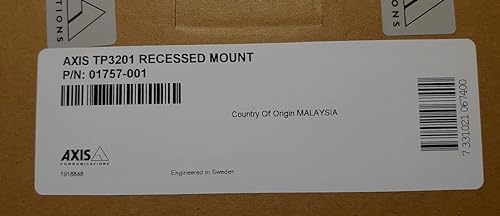 TIONS
AXIS TP3201 RECESSED MOUNT
P/N: 01757-001
Country Of Origin MALAYSIA
7 331021 067400
AXIS
COMMUNICATIONS
1918848
Engineered in Sweden